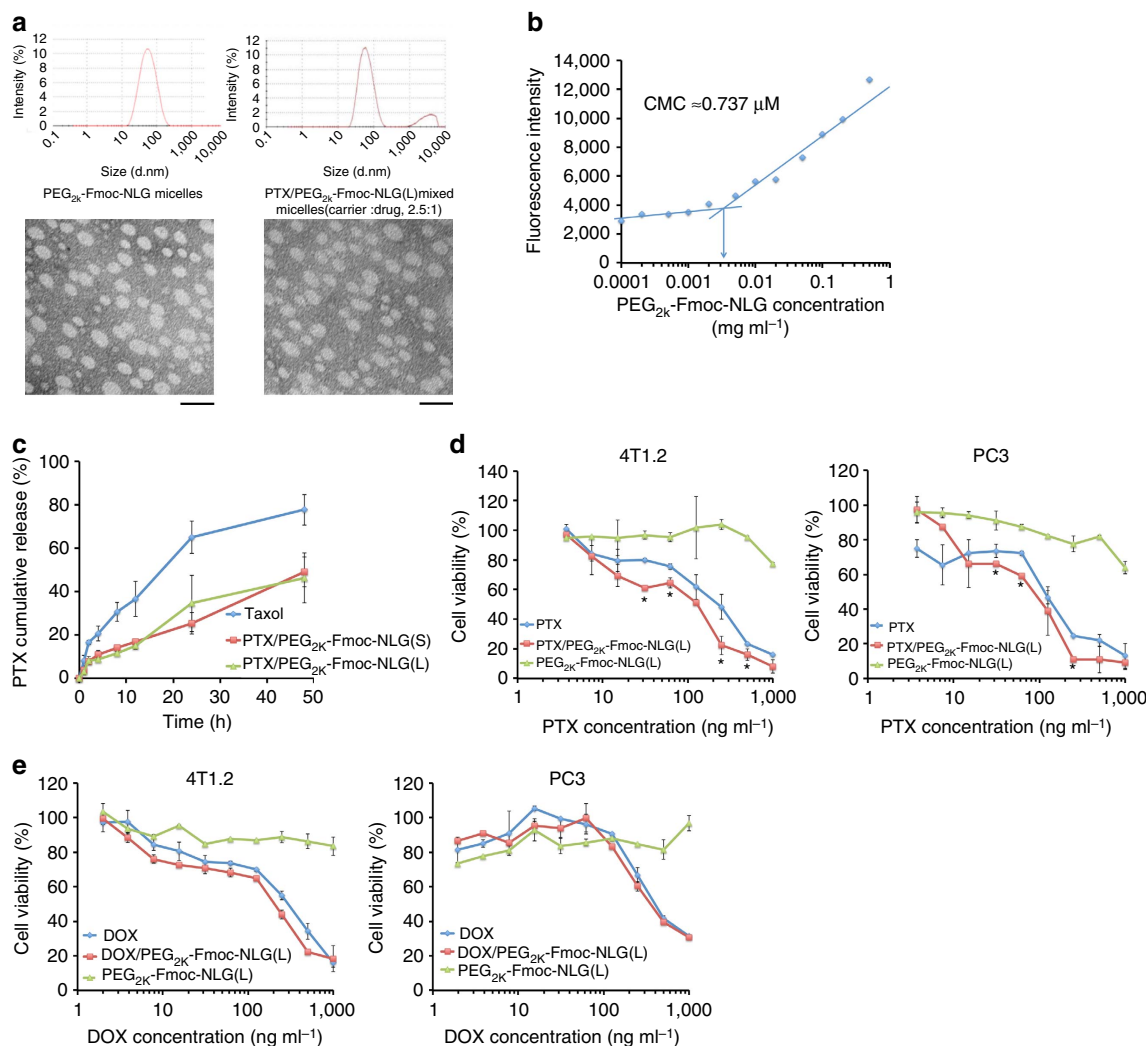 a
Intensity (%)
12
10
8
6
4
2
0
0.1
1
10
100
1,000
10,000
Size (d.nm)
PEG2k-Fmoc-NLG micelles
Intensity (%)
12
10
8
6
4
2
0
0.1
1
10
100
1,000
10,000
Size (d.nm)
PTX/PEG2k-Fmoc-NLG(L)mixed
micelles(carrier :drug, 2.5:1)
b
Fluorescence intensity
14,000
12,000
10,000
8,000
6,000
4,000
2,000
0
CMC ≈0.737 μM
0.0001
0.001
0.01
0.1
1
PEG2k-Fmoc-NLG concentration
(mg ml−1)
c
PTX cumulative release (%)
100
80
60
40
20
0
Taxol
PTX/PEG2K-Fmoc-NLG(S)
PTX/PEG2K-Fmoc-NLG(L)
0 10 20 30 40 50
Time (h)
d
4T1.2
Cell viability (%)
140
120
100
80
60
40
20
0
* * * *
PTX
PTX/PEG2K-Fmoc-NLG(L)
PEG2K-Fmoc-NLG(L)
1 10 100 1,000
PTX concentration (ng ml−1)
PC3
Cell viability (%)
120
100
80
60
40
20
0
* * *
PTX
PTX/PEG2K-Fmoc-NLG(L)
PEG2K-Fmoc-NLG(L)
1 10 100 1,000
PTX concentration (ng ml−1)
e
4T1.2
Cell viability (%)
120
100
80
60
40
20
0
DOX
DOX/PEG2K-Fmoc-NLG(L)
PEG2K-Fmoc-NLG(L)
1 10 100 1,000
DOX concentration (ng ml−1)
PC3
Cell viability (%)
120
100
80
60
40
20
0
DOX
DOX/PEG2K-Fmoc-NLG(L)
PEG2K-Fmoc-NLG(L)
1 10 100 1,000
DOX concentration (ng ml−1)